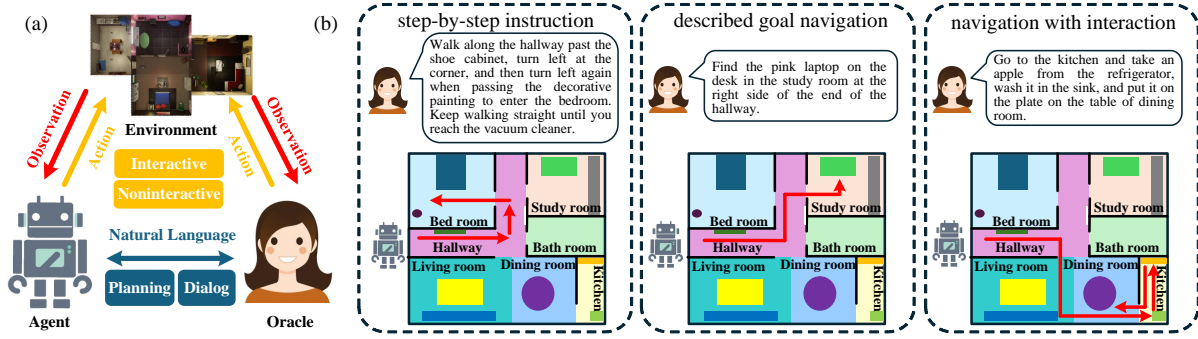 (a)
Environment
Observation
Action
Action
Observation
Interactive
Noninteractive
Natural Language
Planning
Dialog
Agent
Oracle
(b)
step-by-step instruction
Walk along the hallway past the
shoe cabinet, turn left at the
corner, and then turn left again
when passing the decorative
painting to enter the bedroom.
Keep walking straight until you
reach the vacuum cleaner.
Bed room
Study room
Hallway
Bath room
Living room
Dining room
Kitchen
described goal navigation
Find the pink laptop on the
desk in the study room at the
right side of the end of the
hallway.
Bed room
Study room
Hallway
Bath room
Living room
Dining room
Kitchen
navigation with interaction
Go to the kitchen and take an
apple from the refrigerator,
wash it in the sink, and put it on
the plate on the table of dining
room.
Bed room
Study room
Hallway
Bath room
Living room
Dining room
Kitchen